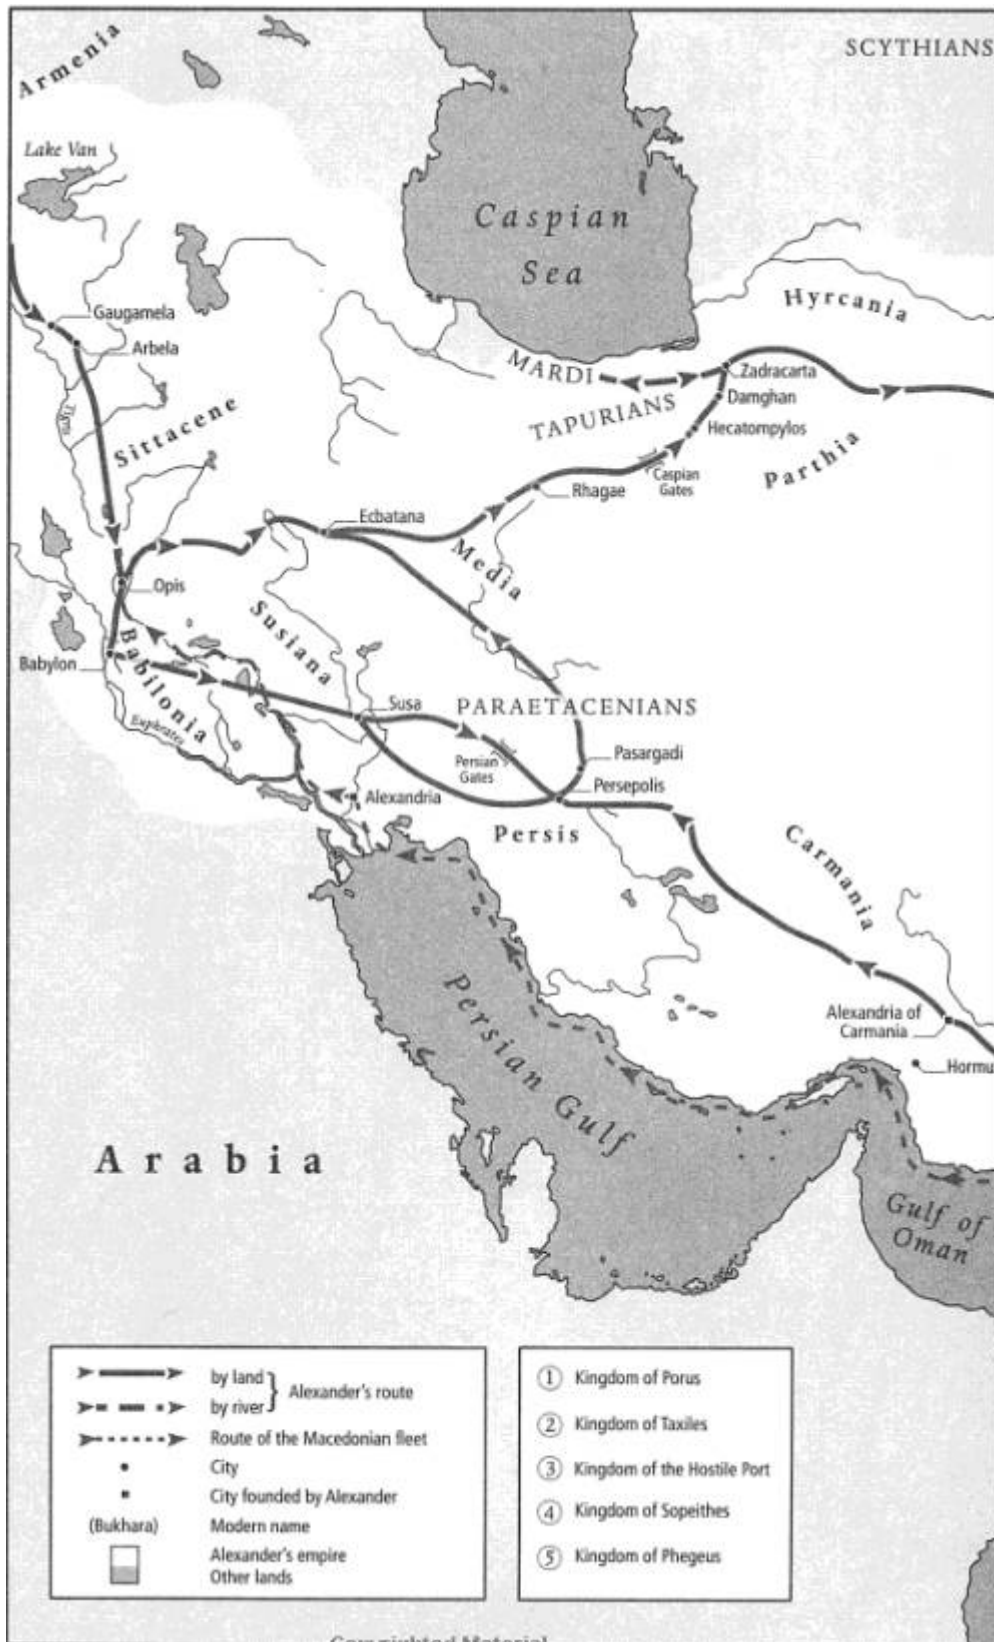 Armenia
SCYTHIANS
Lake Van
Caspian
Sea
Hyrcania
Gaugamela
Arbela
MARDI
Zadracarta
TAPURIANS
Damghan
Hecatompylos
Tigris
Sittacene
Parthia
Caspian
Gates
Rhagae
Ecbatana
Media
Opis
Susiana
Babylon
Babilonia
Susa
PARAETACENIANS
Euphrates
Persian
Gates
Pasargadi
Persepolis
Alexandria
Persis
Carmania
Persian Gulf
Alexandria of
Carmania
Hormu
Arabia
Gulf of
Oman
by land
by river
Alexander's route
Route of the Macedonian fleet
City
City founded by Alexander
(Bukhara) Modern name
Alexander's empire
Other lands
1 Kingdom of Porus
2 Kingdom of Taxiles
3 Kingdom of the Hostile Port
4 Kingdom of Sopeithes
5 Kingdom of Phegeus
Copyrighted Material